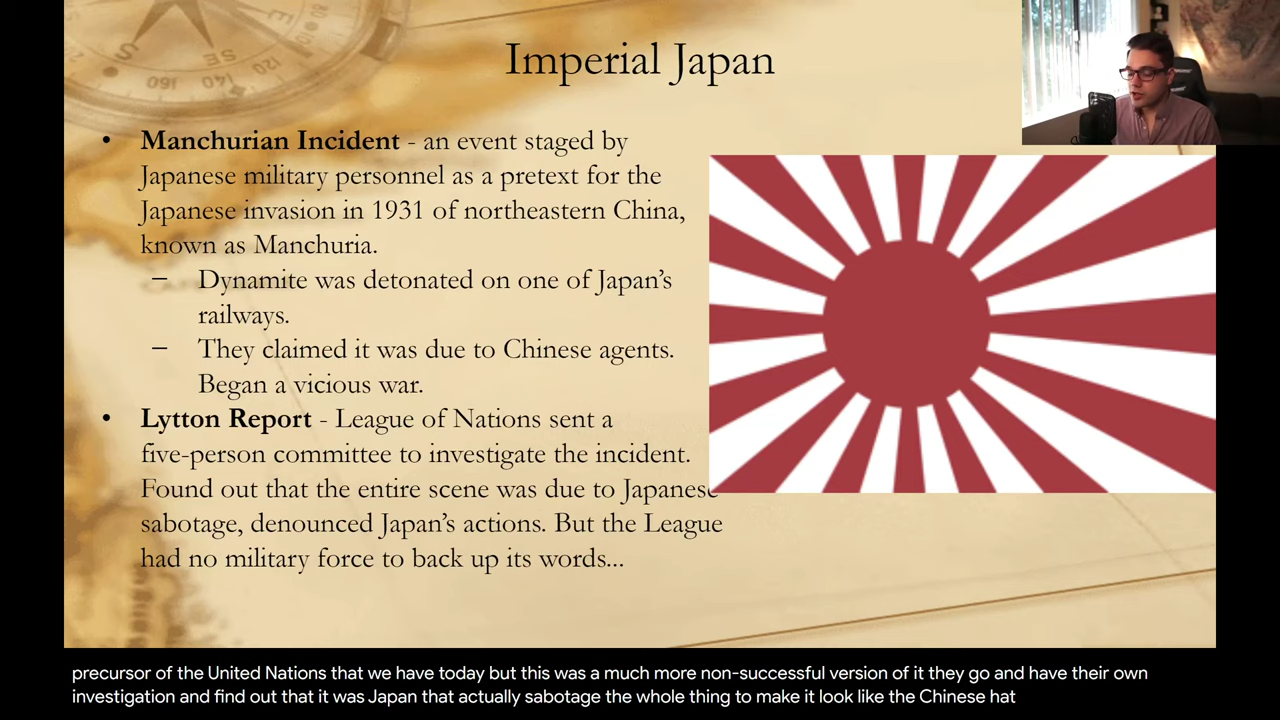 Imperial Japan
• Manchurian Incident - an event staged by
Japanese military personnel as a pretext for the
Japanese invasion in 1931 of northeastern China,
known as Manchuria.
– Dynamite was detonated on one of Japan’s
railways.
– They claimed it was due to Chinese agents.
Began a vicious war.
• Lytton Report - League of Nations sent a
five-person committee to investigate the incident.
Found out that the entire scene was due to Japanese
sabotage, denounced Japan’s actions. But the League
had no military force to back up its words...
S
SE
160
140
120
precursor of the United Nations that we have today but this was a much more non-successful version of it they go and have their own
investigation and find out that it was Japan that actually sabotage the whole thing to make it look like the Chinese hat